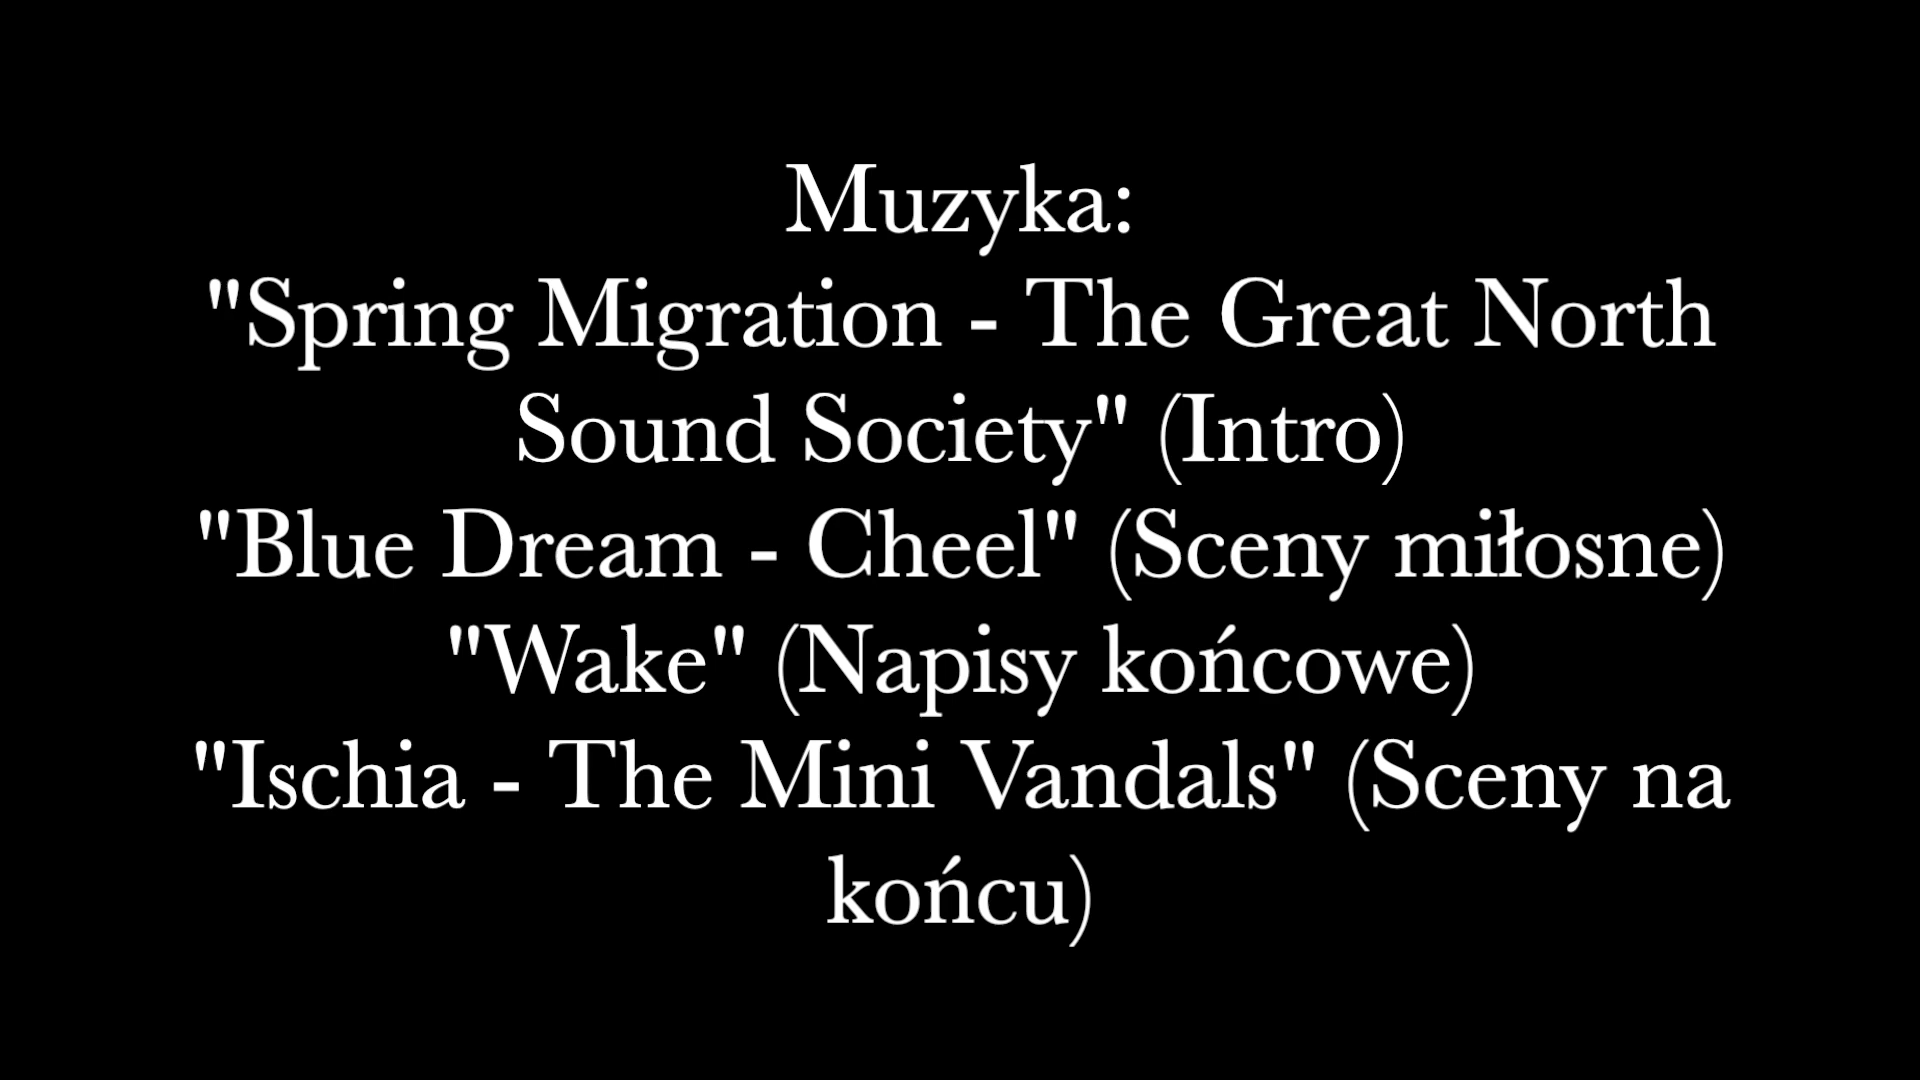 Muzyka:
"Spring Migration - The Great North
Sound Society" (Intro)
"Blue Dream - Cheel" (Sceny miłosne)
"Wake" (Napisy końcowe)
"Ischia - The Mini Vandals" (Sceny na
końcu)